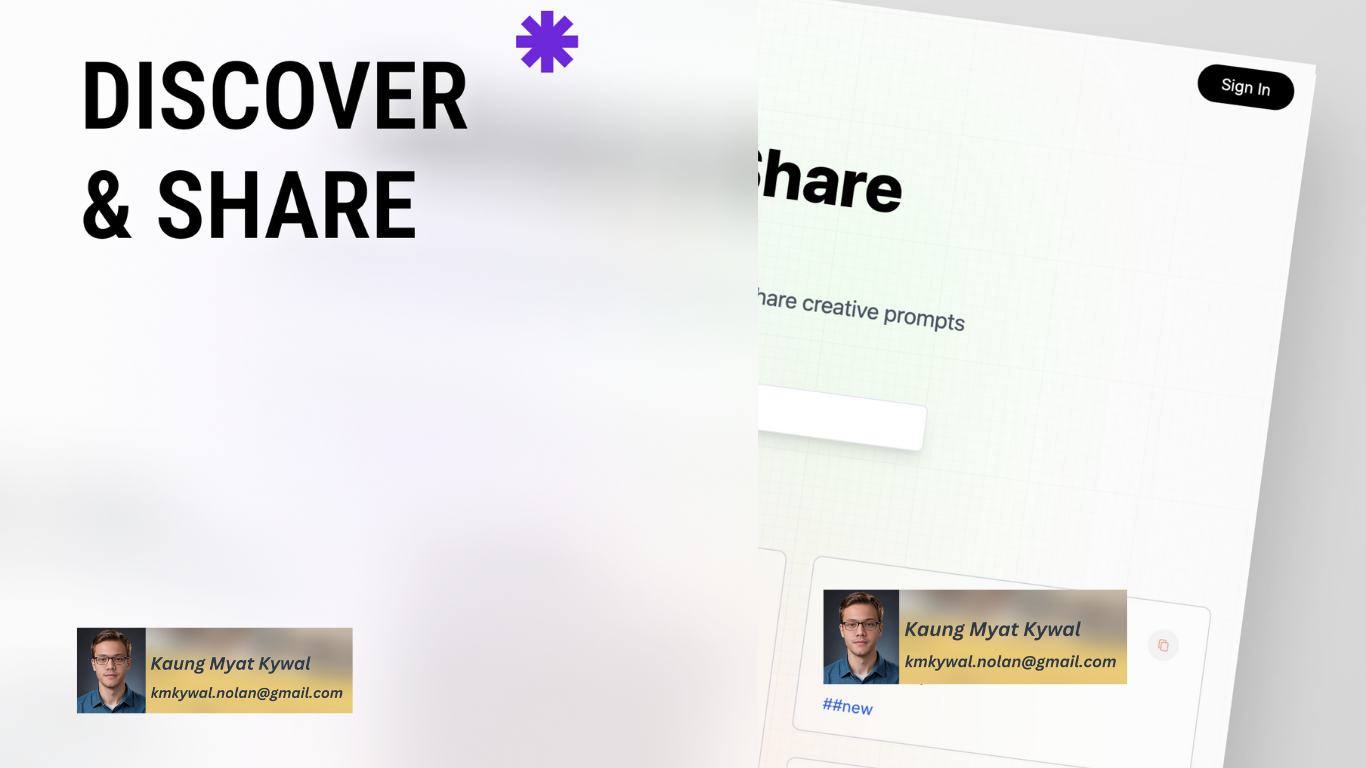 DISCOVER
& SHARE
Kaung Myat Kywal
kmkywal.nolan@gmail.com
Sign In
Share
hare creative prompts
Kaung Myat Kywal
kmkywal.nolan@gmail.com
##new